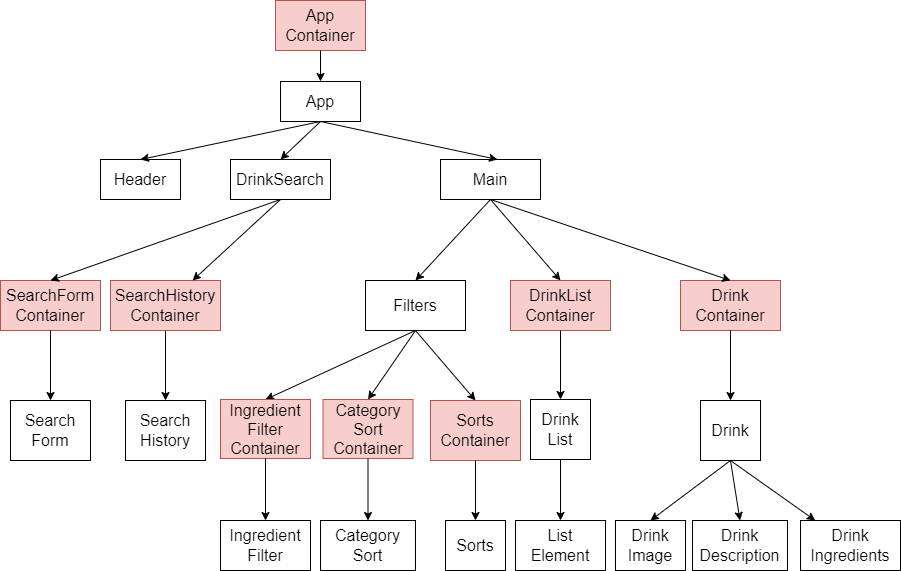 App
Container
App
Header
DrinkSearch
Main
SearchForm
Container
SearchHistory
Container
Filters
DrinkList
Container
Drink
Container
Search
Form
Search
History
Ingredient
Filter
Container
Category
Sort
Container
Sorts
Container
Drink
List
Drink
Ingredient
Filter
Category
Sort
Sorts
List
Element
Drink
Image
Drink
Description
Drink
Ingredients